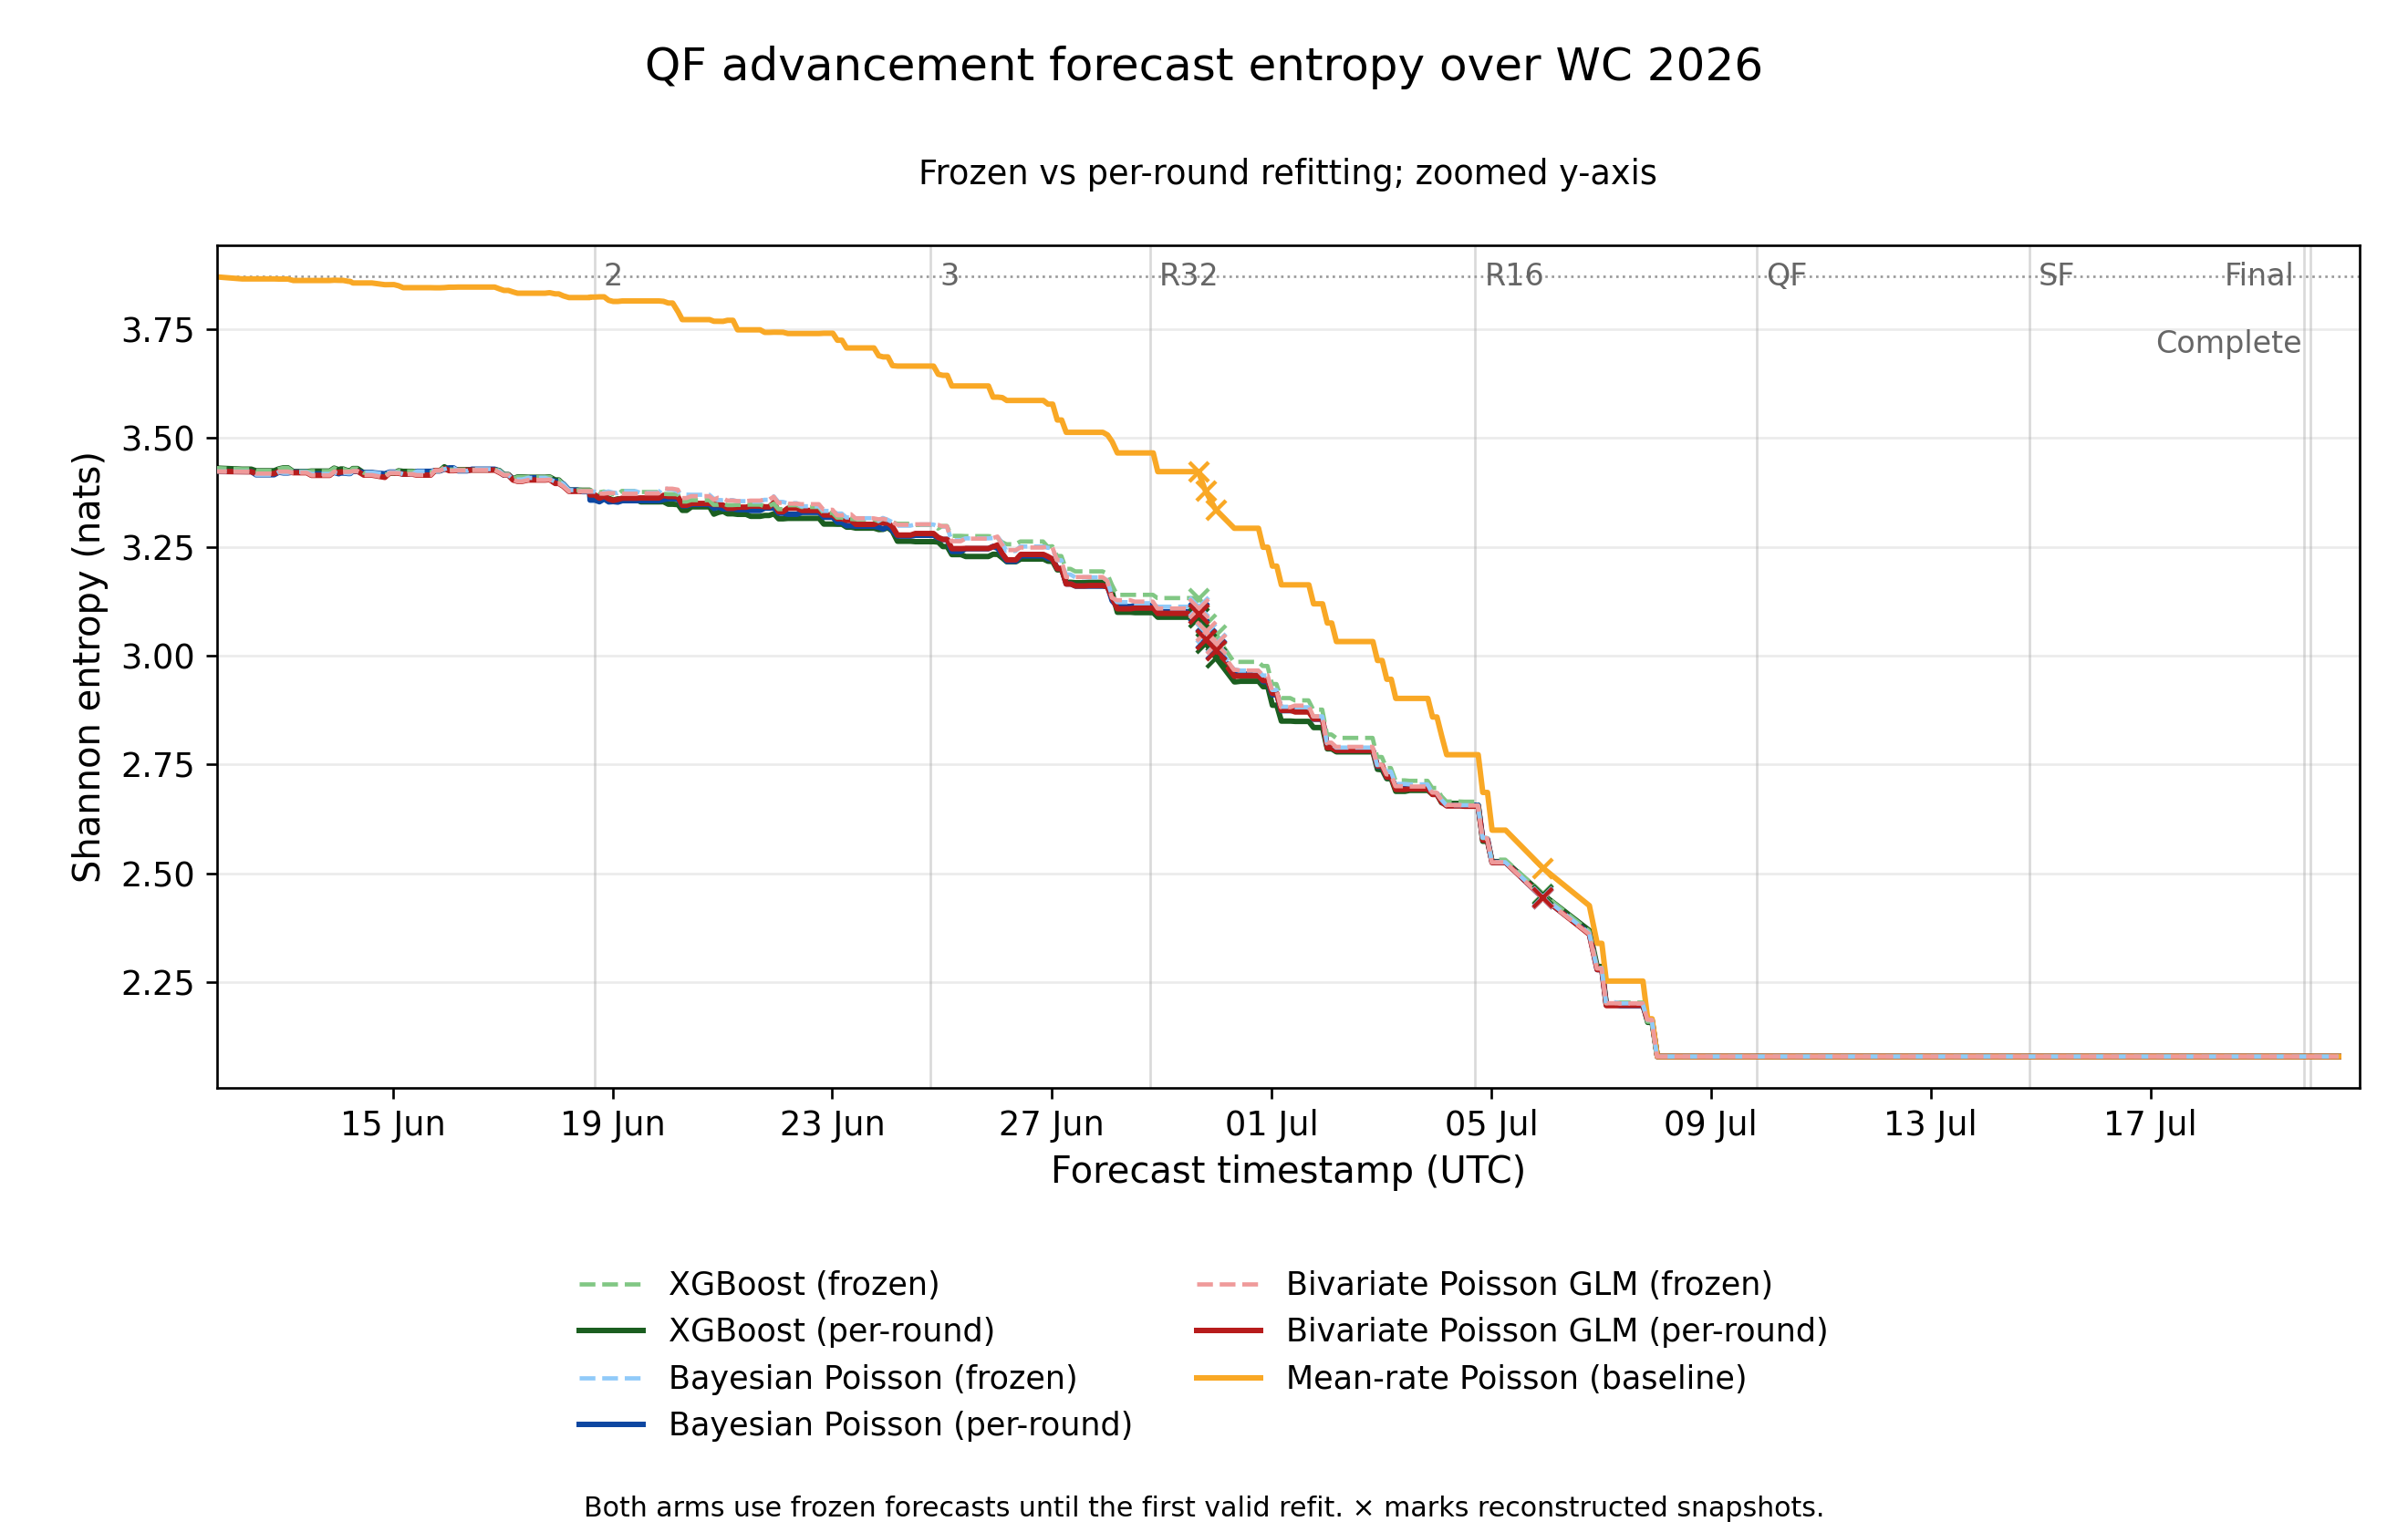 QF advancement forecast entropy over WC 2026
Frozen vs per-round refitting; zoomed y-axis
2 3 R32 R16 QF SF Final
Complete
3.75
3.50
3.25
3.00
2.75
2.50
2.25
Shannon entropy (nats)
15 Jun 19 Jun 23 Jun 27 Jun 01 Jul 05 Jul 09 Jul 13 Jul 17 Jul
Forecast timestamp (UTC)
XGBoost (frozen)
XGBoost (per-round)
Bayesian Poisson (frozen)
Bayesian Poisson (per-round)
Bivariate Poisson GLM (frozen)
Bivariate Poisson GLM (per-round)
Mean-rate Poisson (baseline)
Both arms use frozen forecasts until the first valid refit. × marks reconstructed snapshots.